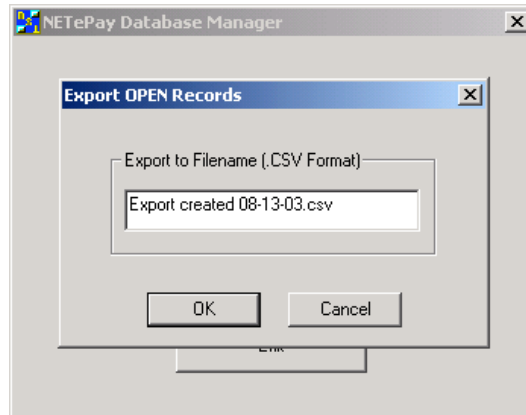 NETePay Database Manager
Export OPEN Records
Export to Filename (.CSV Format)
Export created 08-13-03.csv
OK
Cancel